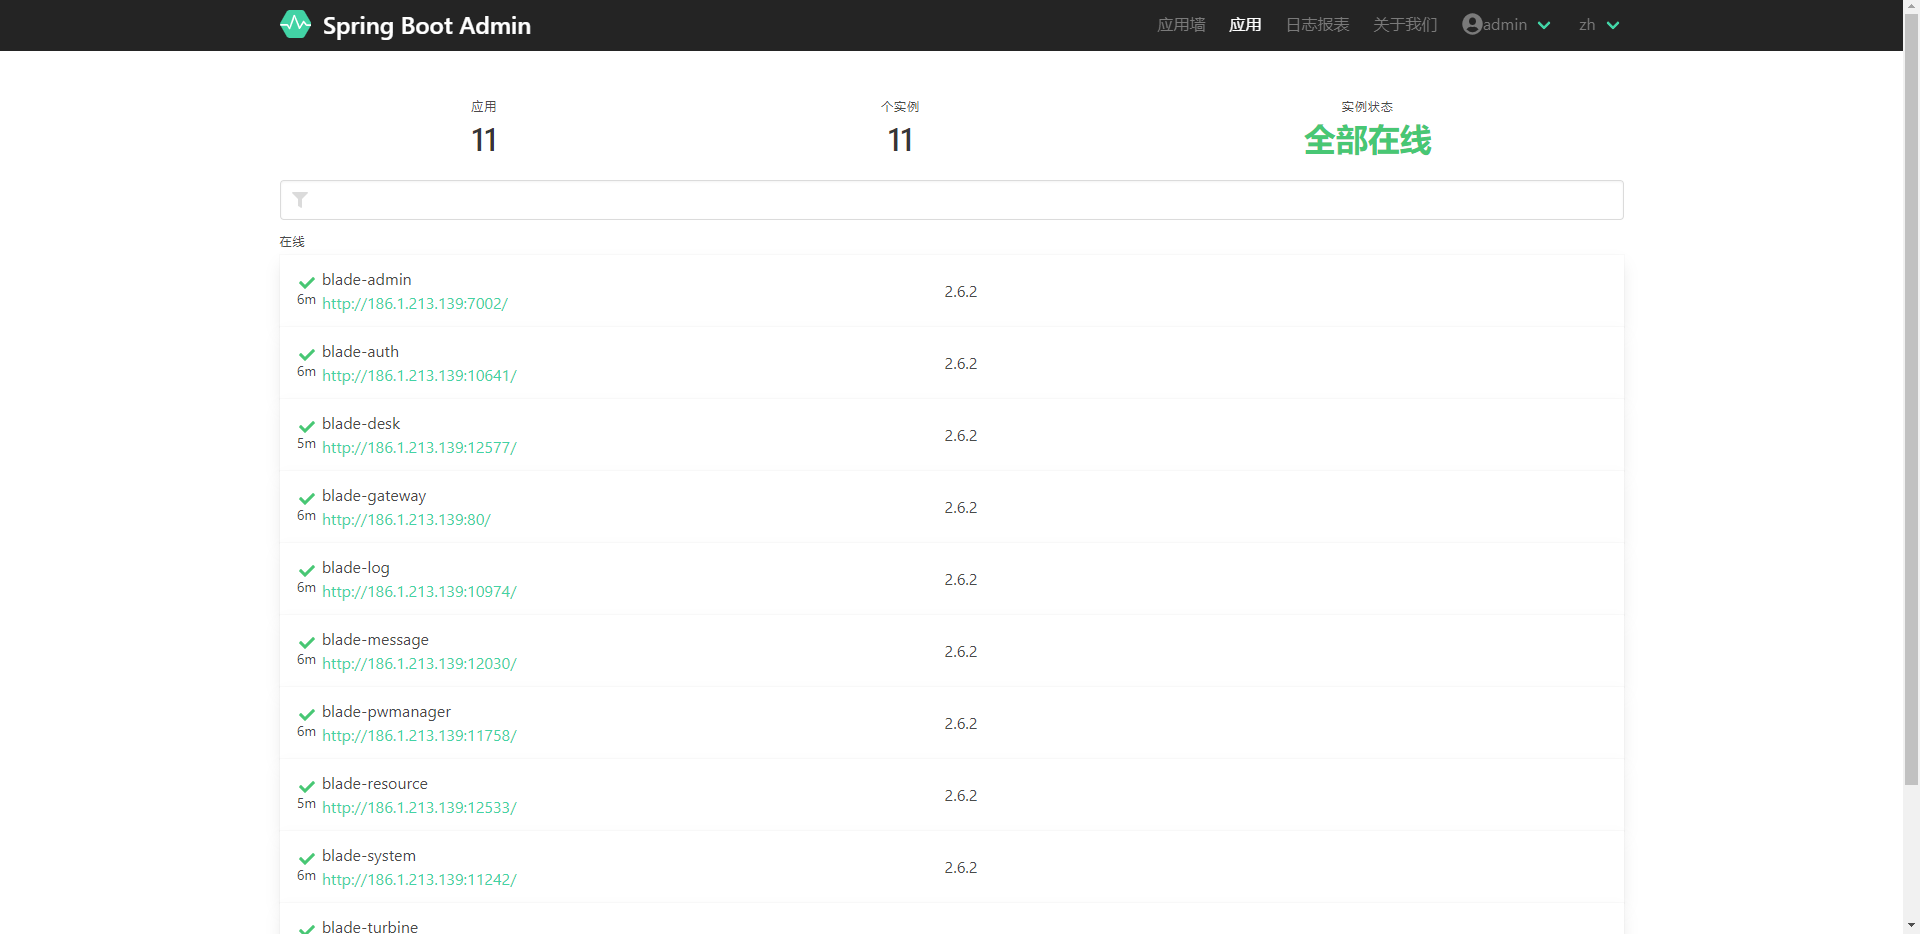 Spring Boot Admin
应用墙 应用 日志报表 关于我们 admin zh
应用 个实例 实例状态
11 11 全部在线
在线
blade-admin
6m http://186.1.213.139:7002/
2.6.2
blade-auth
6m http://186.1.213.139:10641/
2.6.2
blade-desk
5m http://186.1.213.139:12577/
2.6.2
blade-gateway
6m http://186.1.213.139:80/
2.6.2
blade-log
6m http://186.1.213.139:10974/
2.6.2
blade-message
6m http://186.1.213.139:12030/
2.6.2
blade-pwmanager
6m http://186.1.213.139:11758/
2.6.2
blade-resource
5m http://186.1.213.139:12533/
2.6.2
blade-system
6m http://186.1.213.139:11242/
2.6.2
blade-turbine